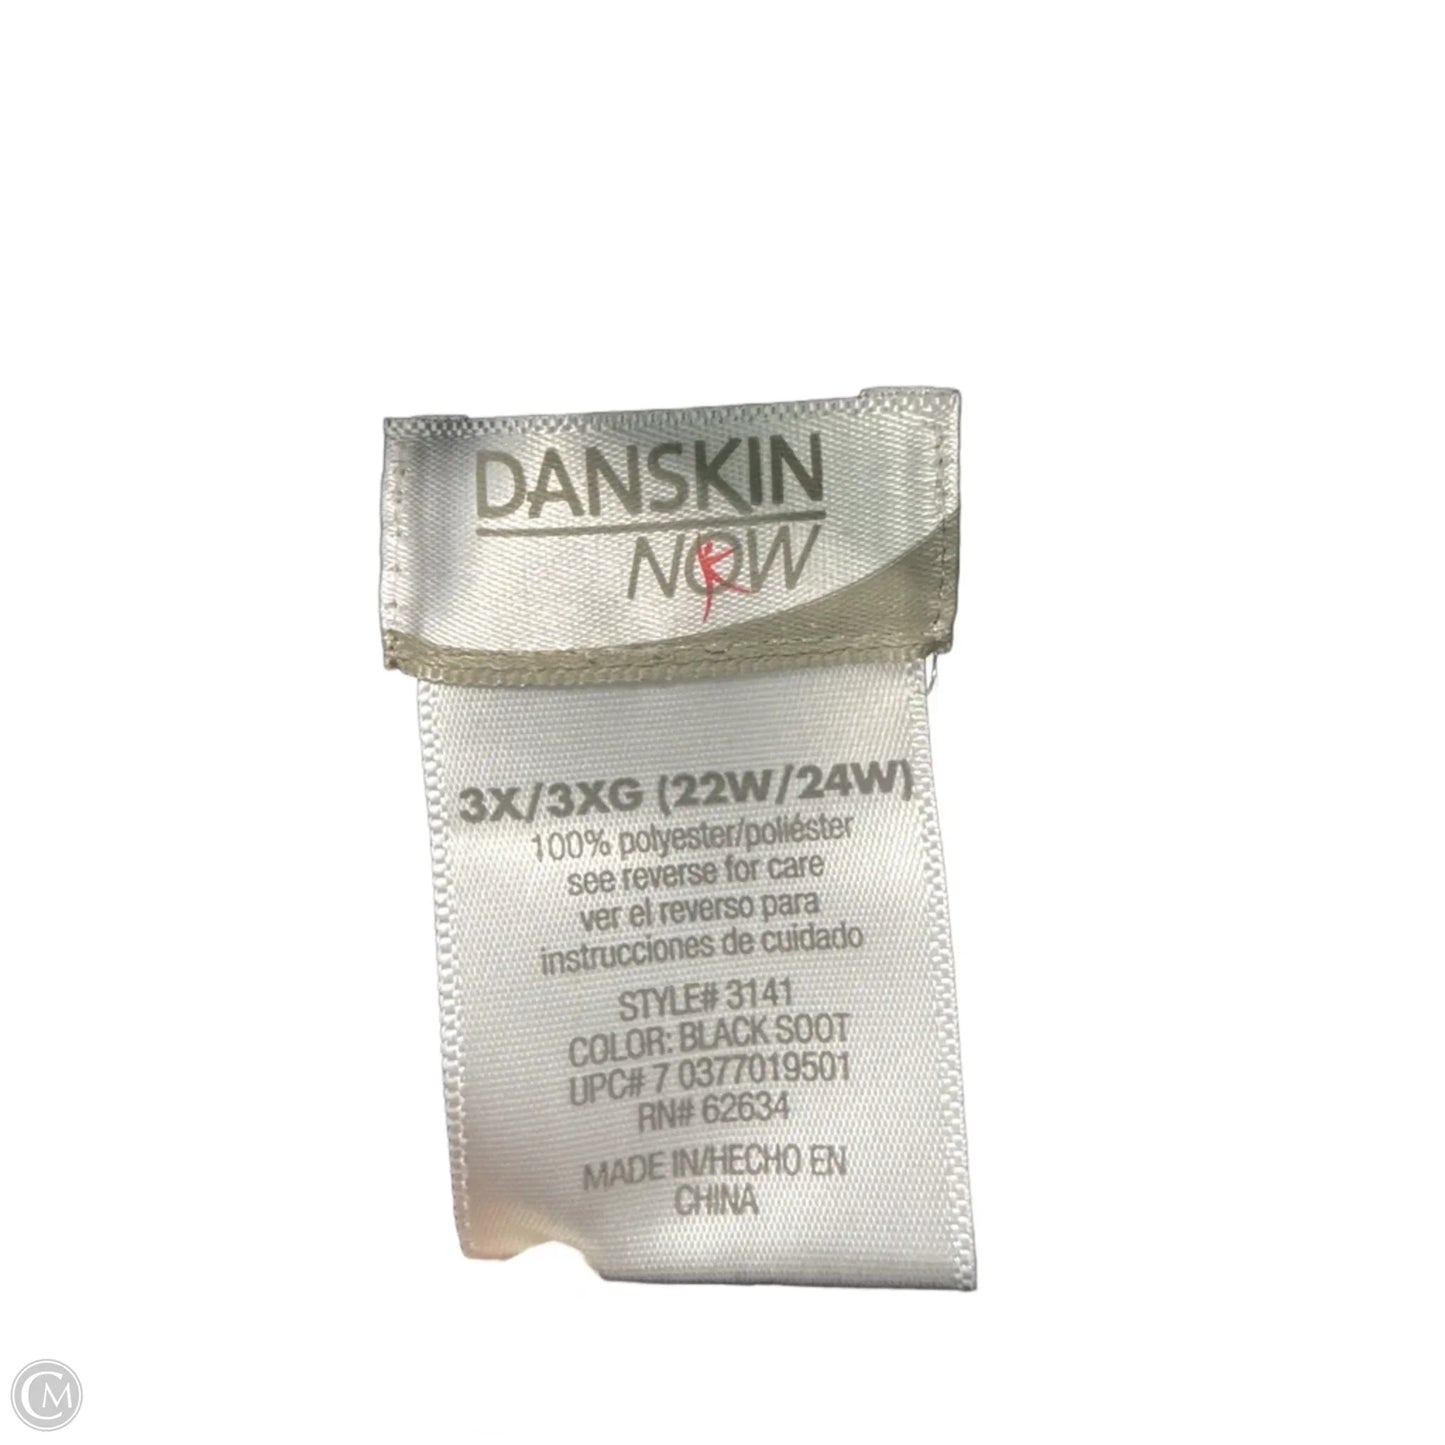 DANSKIN
NOW
3X/3XG (22W/24W)
100% polyester/poliéster
see reverse for care
ver el reverso para
instrucciones de cuidado
STYLE# 3141
COLOR: BLACK SOOT
UPC# 7 0377019501
RN# 62634
MADE IN/HECHO EN
CHINA
CM